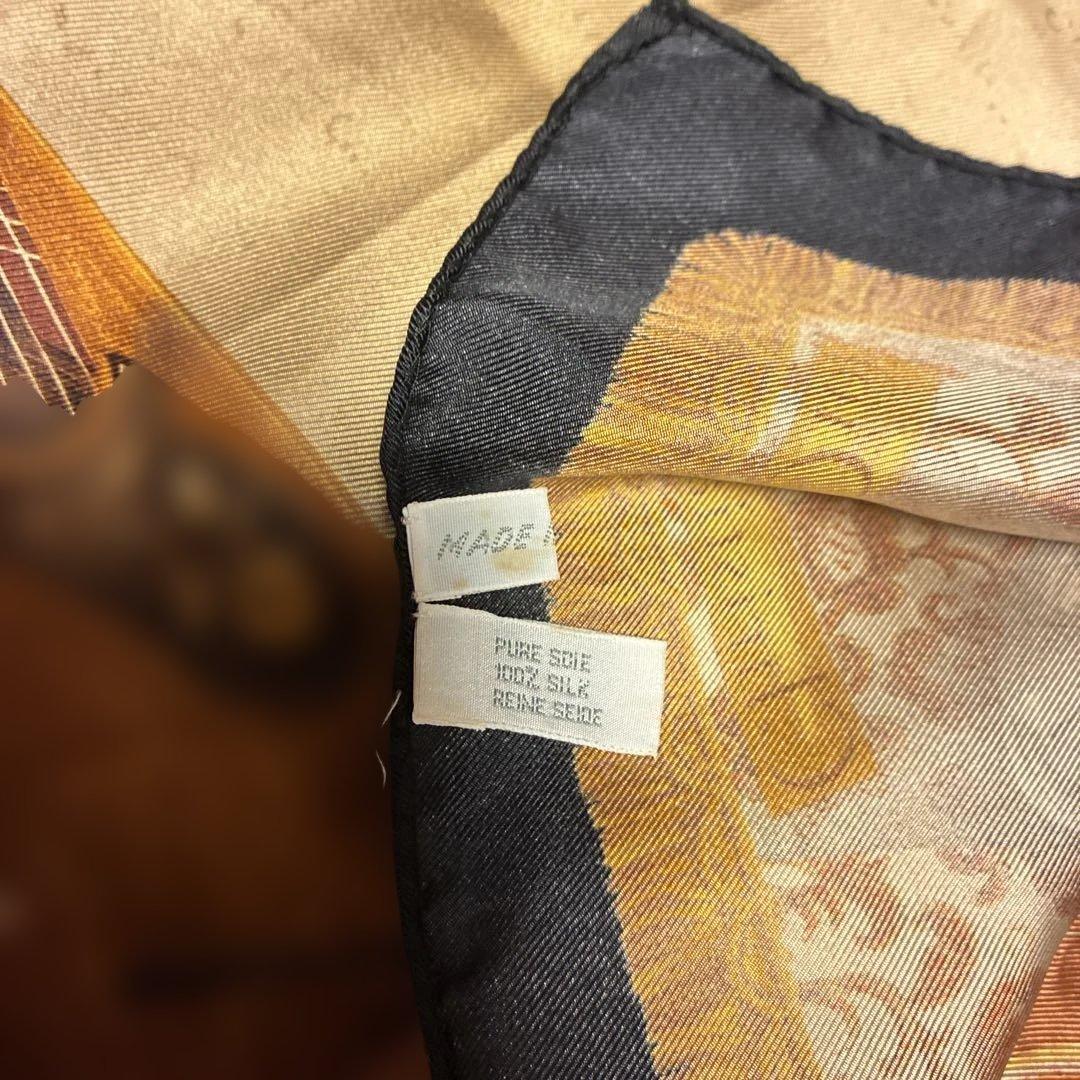 MADE
PURE SOIE
100% SILK
REINE SEIDE